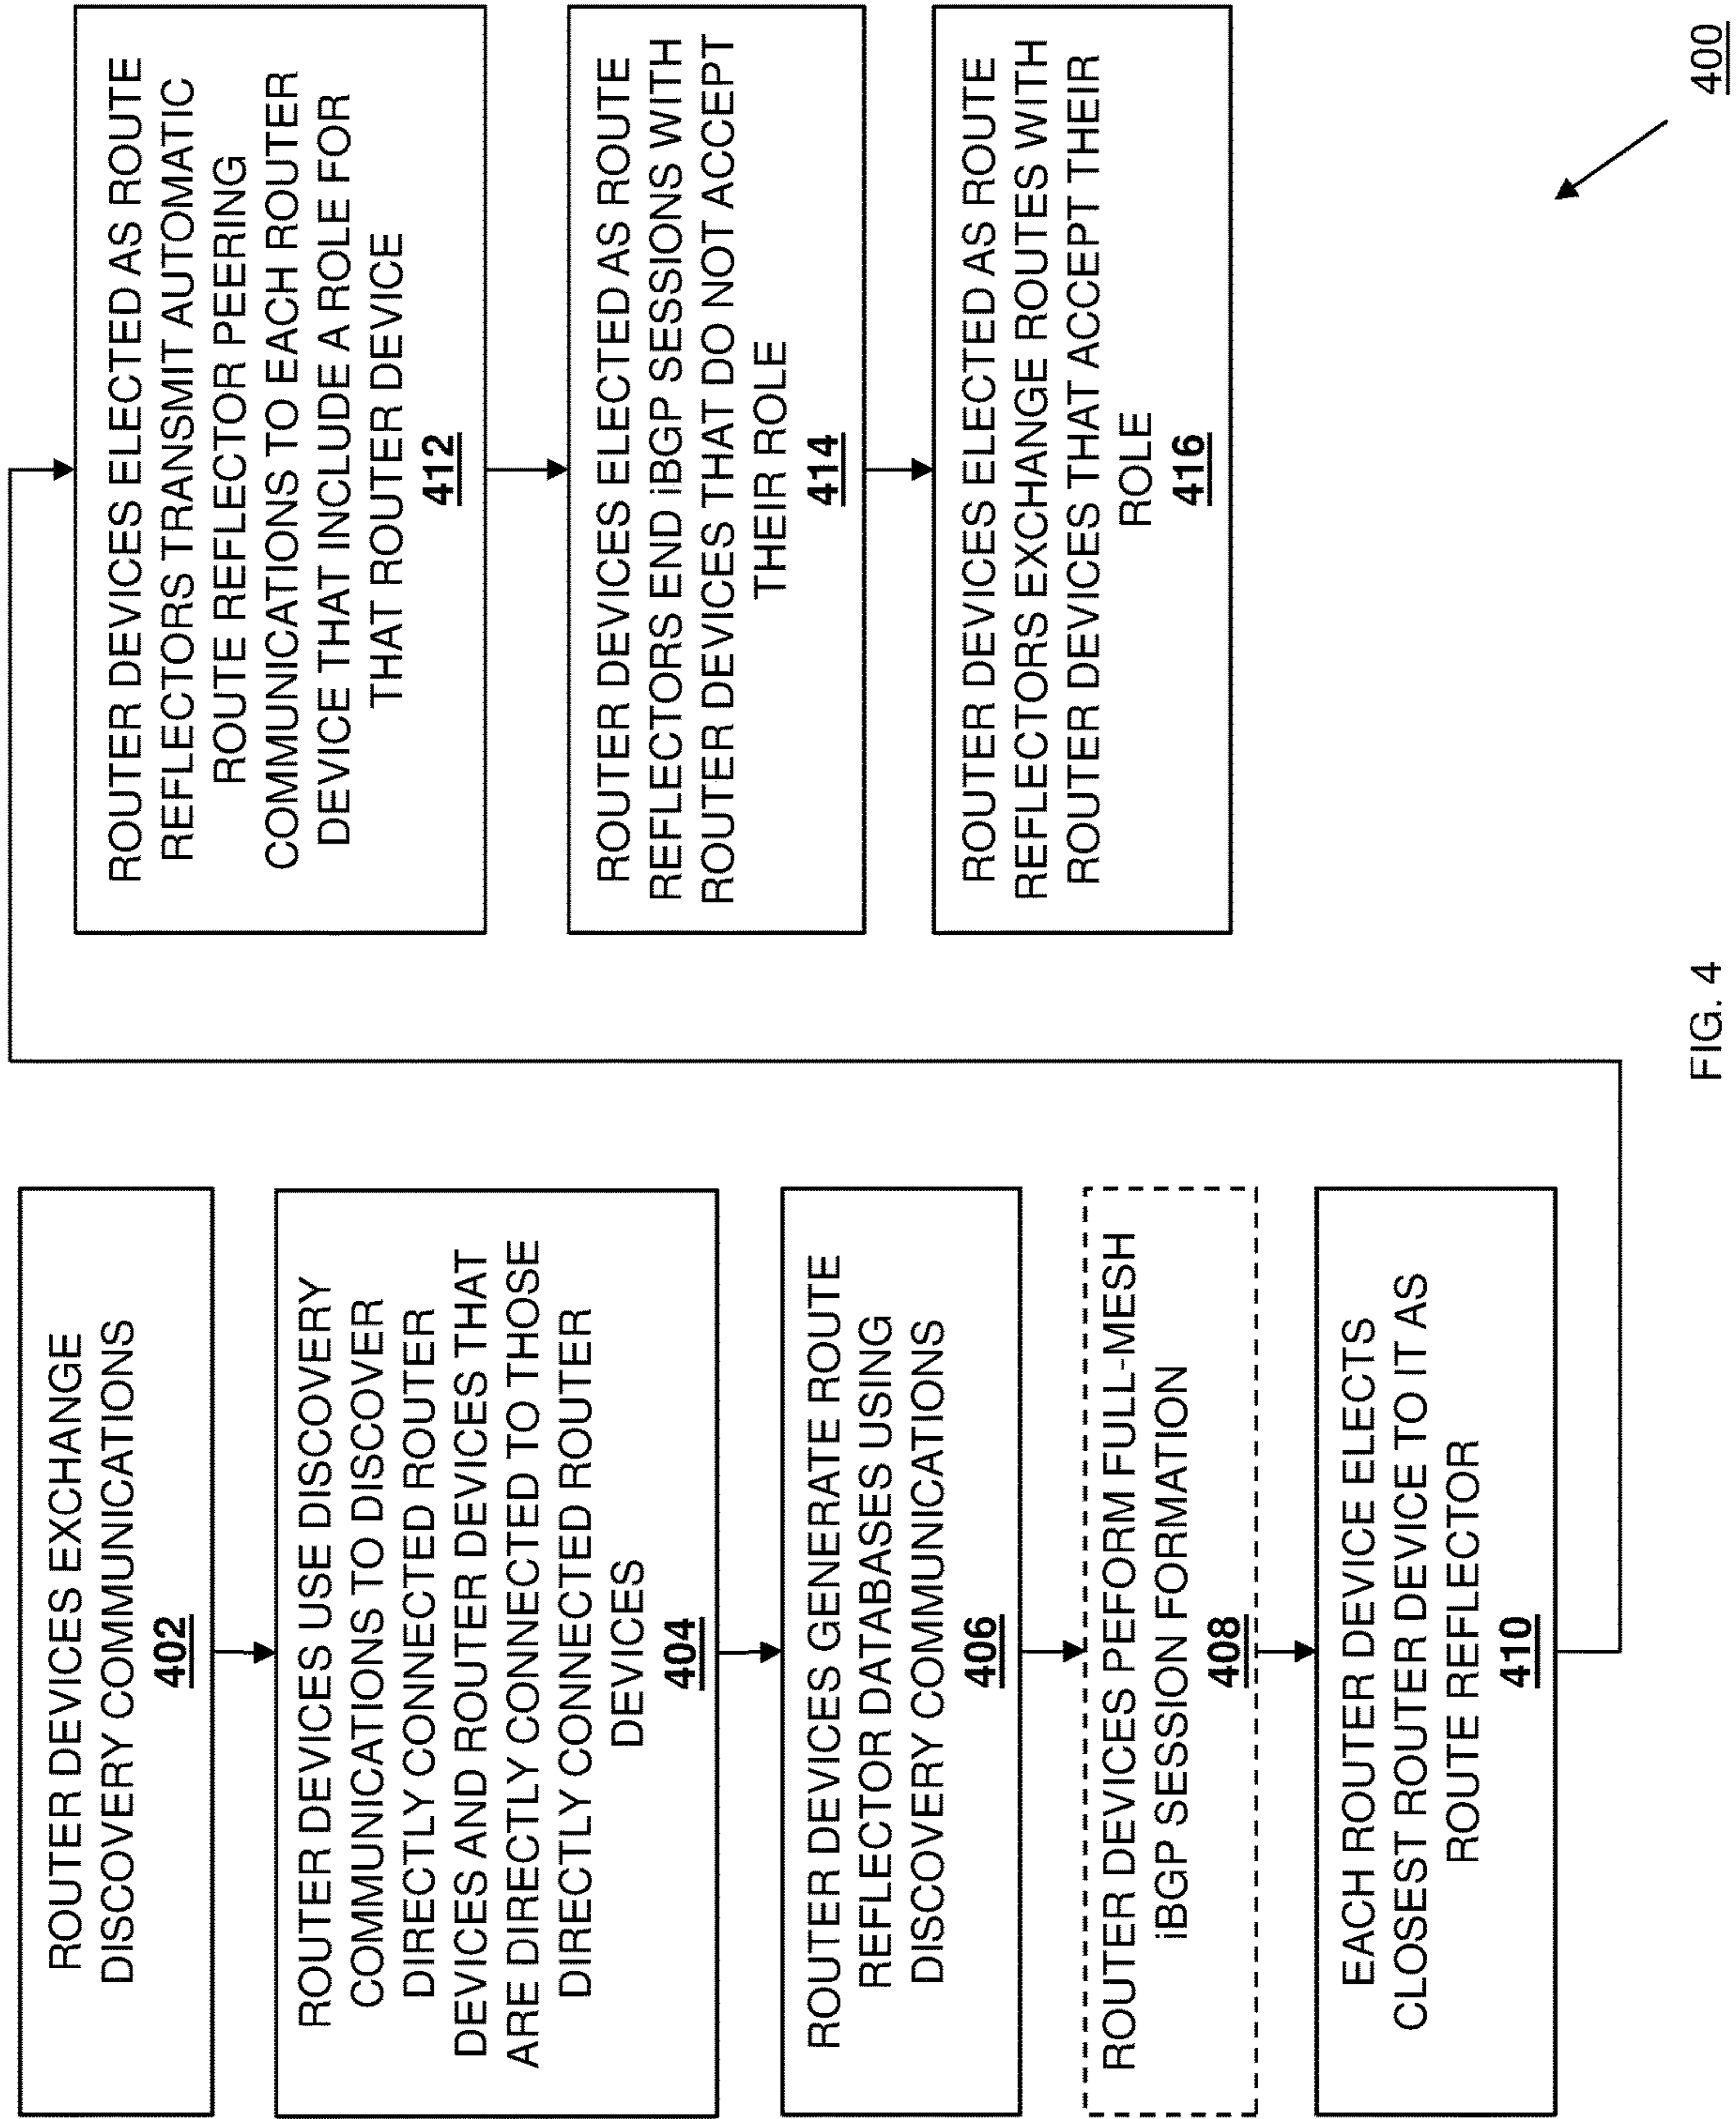 ROUTER DEVICES EXCHANGE
DISCOVERY COMMUNICATIONS
402
ROUTER DEVICES USE DISCOVERY
COMMUNICATIONS TO DISCOVER
DIRECTLY CONNECTED ROUTER
DEVICES AND ROUTER DEVICES THAT
ARE DIRECTLY CONNECTED TO THOSE
DIRECTLY CONNECTED ROUTER
DEVICES
404
ROUTER DEVICES GENERATE ROUTE
REFLECTOR DATABASES USING
DISCOVERY COMMUNICATIONS
406
ROUTER DEVICES PEFORM FULL-MESH
iBGP SESSION FORMATION
408
EACH ROUTER DEVICE ELECTS
CLOSEST ROUTER DEVICE TO IT AS
ROUTE REFLECTOR
410
ROUTER DEVICES ELECTED AS ROUTE
REFLECTORS TRANSMIT AUTOMATIC
ROUTE REFLECTOR PEERING
COMMUNICATIONS TO EACH ROUTER
DEVICE THAT INCLUDE A ROLE FOR
THAT ROUTER DEVICE
412
ROUTER DEVICES ELECTED AS ROUTE
REFLECTORS END iBGP SESSIONS WITH
ROUTER DEVICES THAT DO NOT ACCEPT
THEIR ROLE
414
ROUTER DEVICES ELECTED AS ROUTE
REFLECTORS EXCHANGE ROUTES WITH
ROUTER DEVICES THAT ACCEPT THEIR
ROLE
416
400
FIG. 4